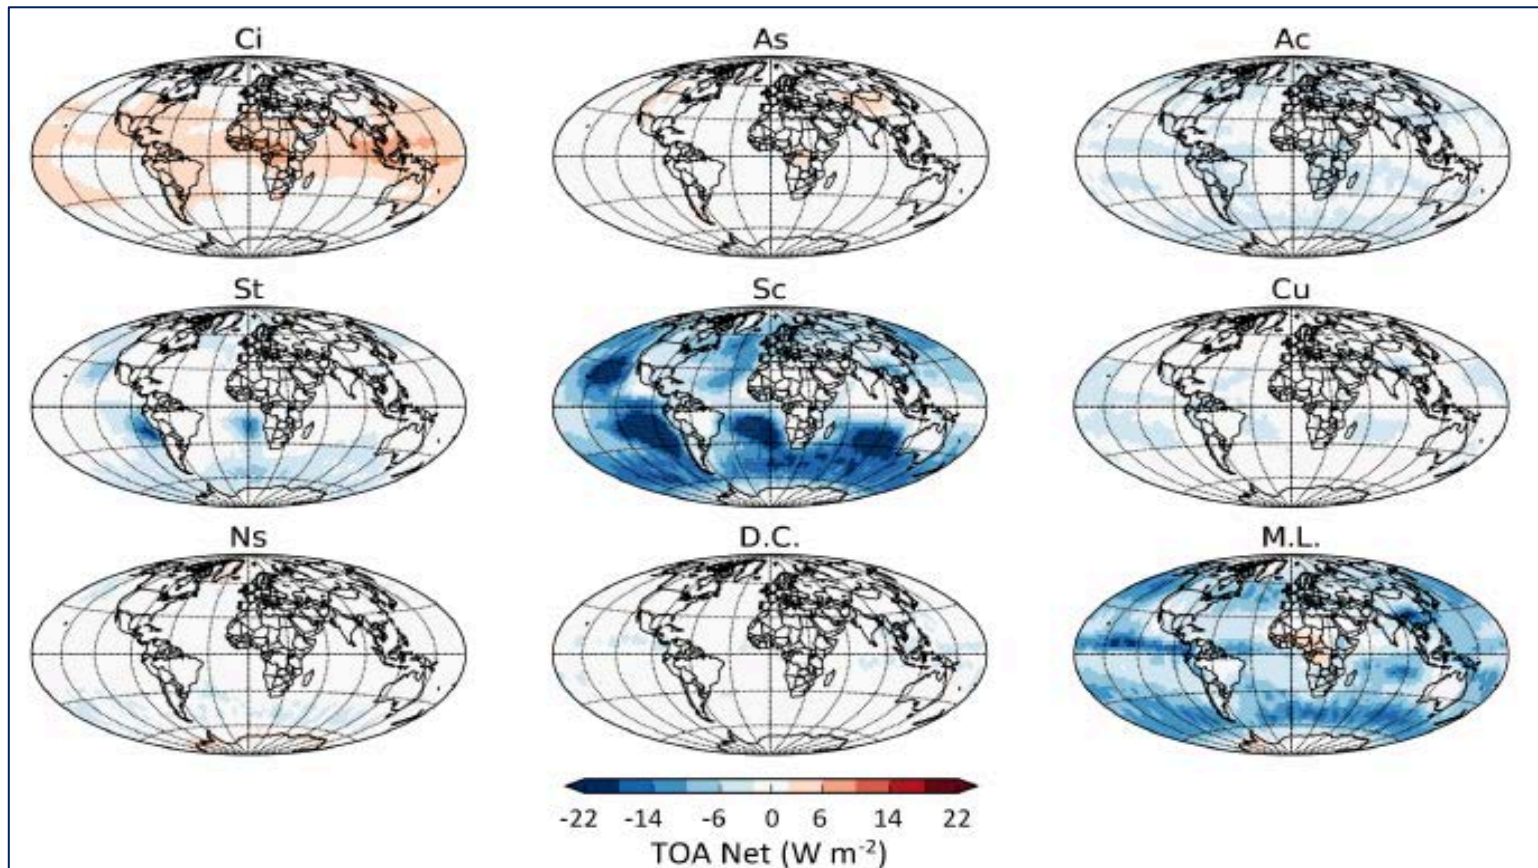 Ci As Ac
St Sc Cu
Ns D.C. M.L.
-22 -14 -6 0 6 14 22
TOA Net (W m⁻²)